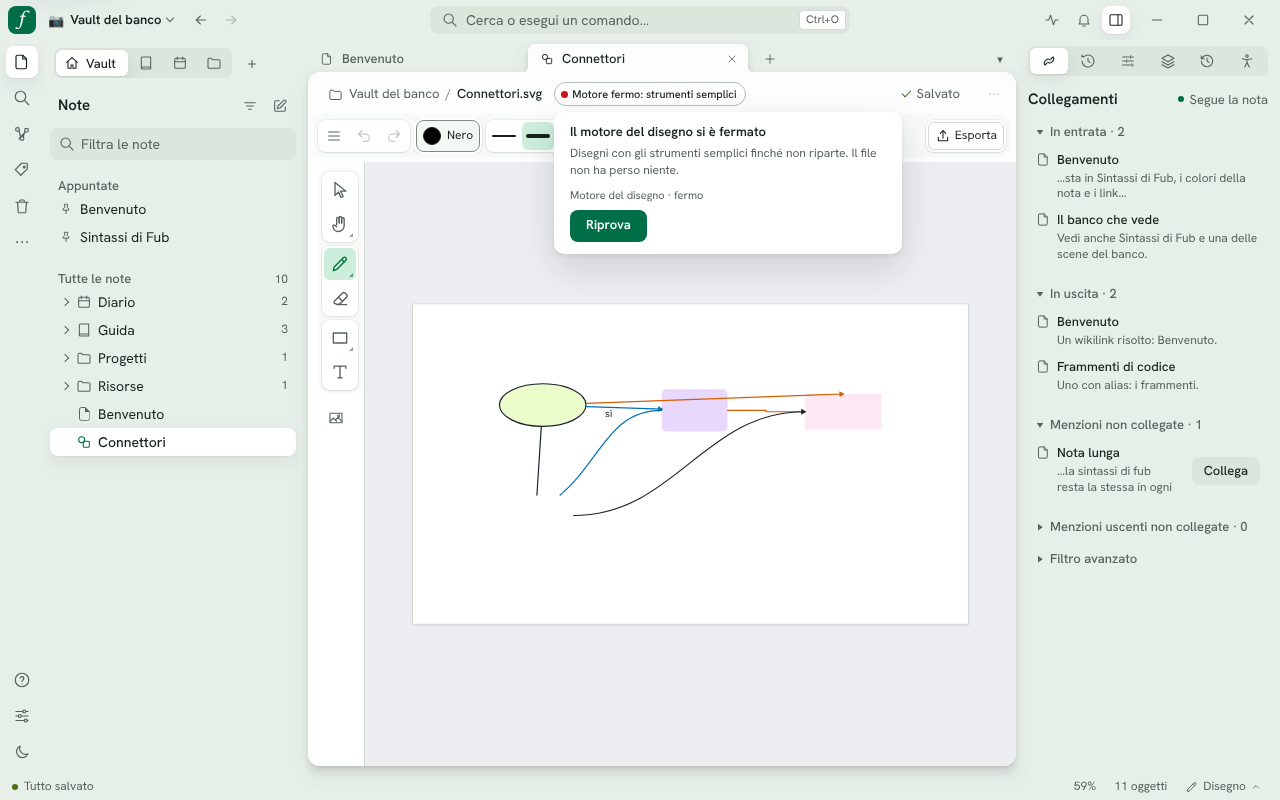 Vault del banco
Cerca o esegui un comando...
Ctrl+O
Vault
Note
Filtra le note
Appuntate
Benvenuto
Sintassi di Fub
Tutte le note 10
Diario 2
Guida 3
Progetti 1
Risorse 1
Benvenuto
Connettori
Tutto salvato
Benvenuto
Connettori
Vault del banco / Connettori.svg
Motore fermo: strumenti semplici
Salvato
Nero
Esporta
Il motore del disegno si è fermato
Disegni con gli strumenti semplici finché non riparte. Il file
non ha perso niente.
Motore del disegno · fermo
Riprova
sì
Collegamenti
Segue la nota
In entrata · 2
Benvenuto
...sta in Sintassi di Fub, i colori della
nota e i link...
Il banco che vede
Vedi anche Sintassi di Fub e una delle
scene del banco.
In uscita · 2
Benvenuto
Un wikilink risolto: Benvenuto.
Frammenti di codice
Uno con alias: i frammenti.
Menzioni non collegate · 1
Nota lunga
...la sintassi di fub
resta la stessa in ogni
Collega
Menzioni uscenti non collegate · 0
Filtro avanzato
59%
11 oggetti
Disegno